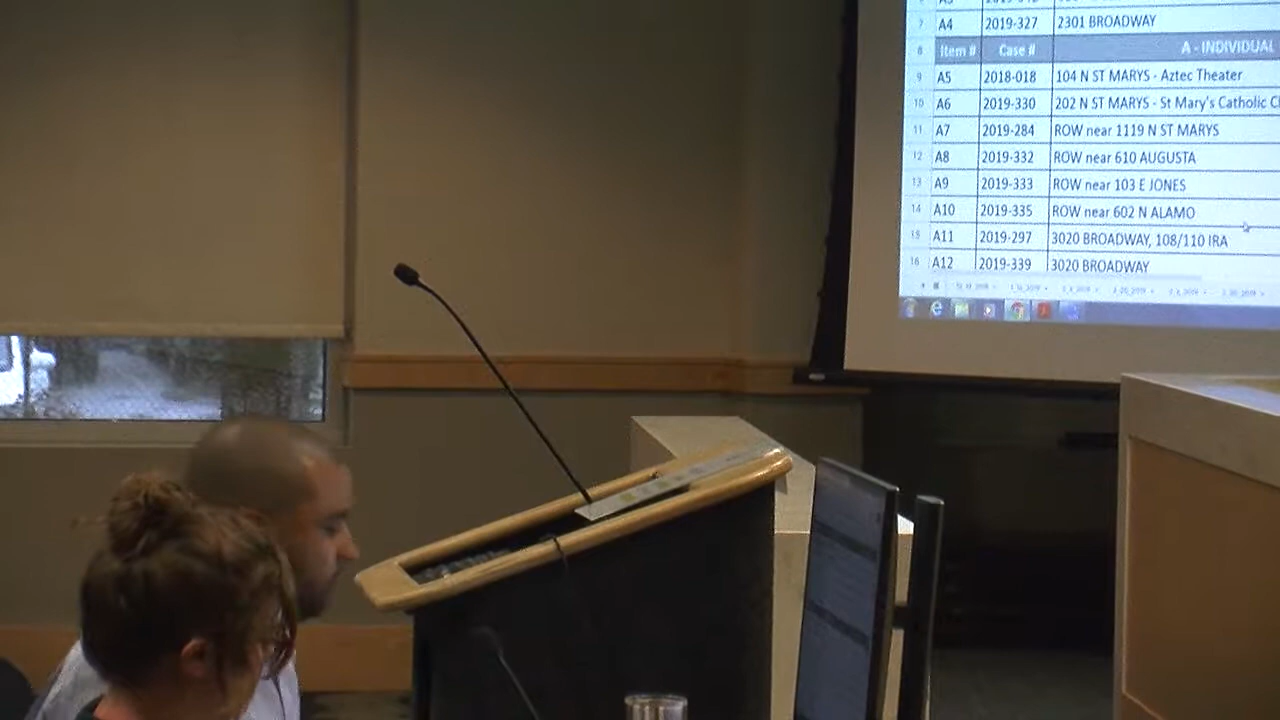 7 A4 2019-327 2301 BROADWAY
8 Item # Case # A - INDIVIDUAL
9 A5 2018-018 104 N ST MARYS - Aztec Theater
10 A6 2019-330 202 N ST MARYS - St Mary's Catholic
11 A7 2019-284 ROW near 1119 N ST MARYS
12 A8 2019-332 ROW near 610 AUGUSTA
13 A9 2019-333 ROW near 103 E JONES
14 A10 2019-335 ROW near 602 N ALAMO
15 A11 2019-297 3020 BROADWAY, 108/110 IRA
16 A12 2019-339 3020 BROADWAY